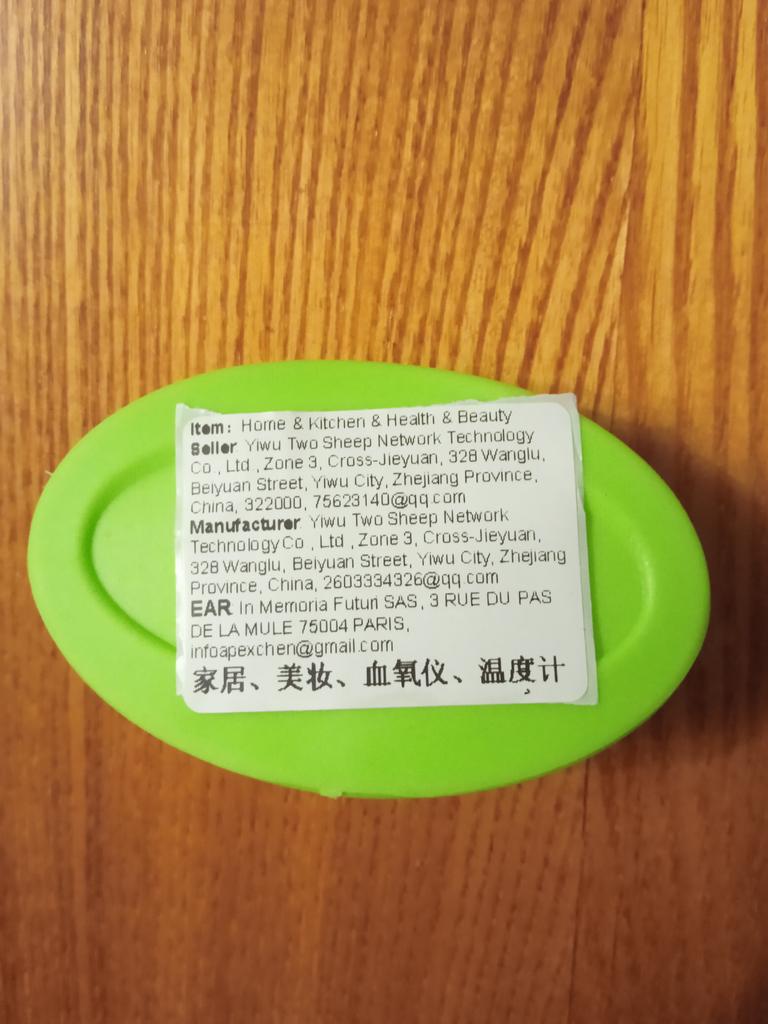 Item: Home & Kitchen & Health & Beauty
Seller Yiwu Two Sheep Network Technology
Co., Ltd., Zone 3, Cross-Jieyuan, 328 Wanglu,
Beiyuan Street, Yiwu City, Zhejiang Province,
China, 322000, 75623140@qq.com
Manufacturer Yiwu Two Sheep Network
Technology Co., Ltd., Zone 3, Cross-Jieyuan,
328 Wanglu, Beiyuan Street, Yiwu City, Zhejiang
Province, China, 2603334326@qq.com
EAR In Memoria Futuri SAS, 3 RUE DU PAS
DE LA MULE 75004 PARIS,
infoapexchen@gmail.com
家居、美妆、血氧仪、温度计